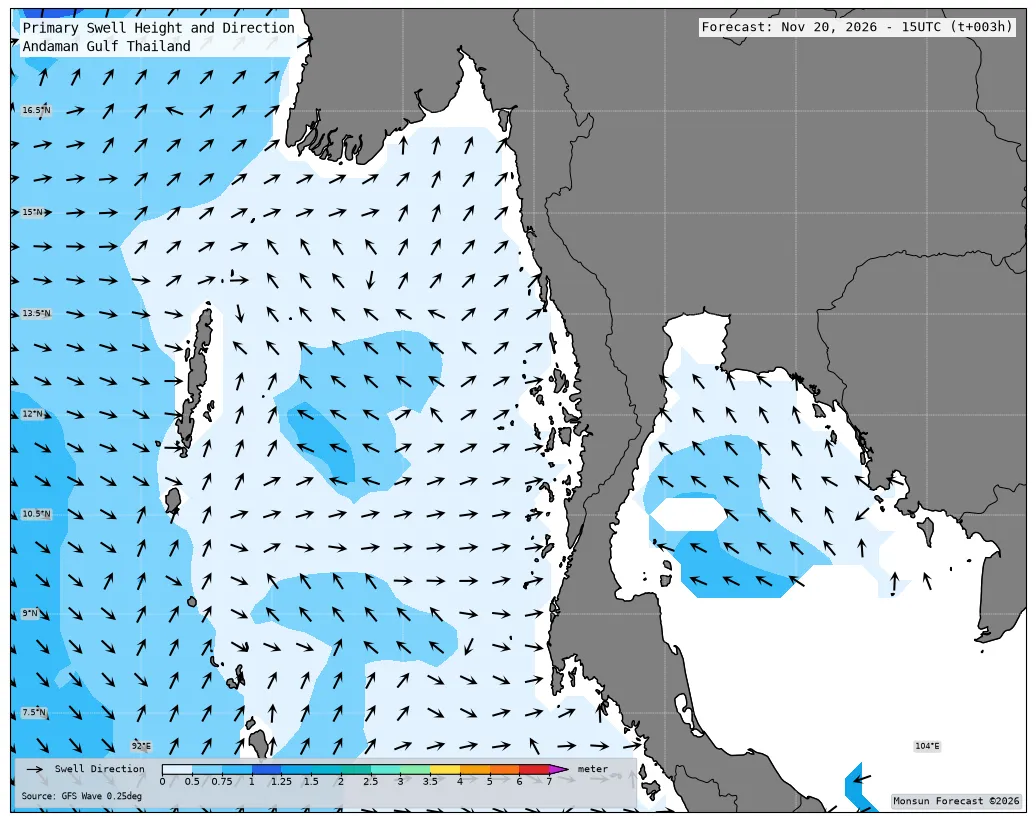 Primary Swell Height and Direction
Andaman Gulf Thailand
Forecast: Nov 20, 2026 - 15UTC (t+003h)
16.5°N
15°N
13.5°N
12°N
10.5°N
9°N
7.5°N
92°E
104°E
Swell Direction
0 0.5 0.75 1 1.25 1.5 2 2.5 3 3.5 4 5 6 7
meter
Source: GFS Wave 0.25deg
Monsun Forecast ©2026